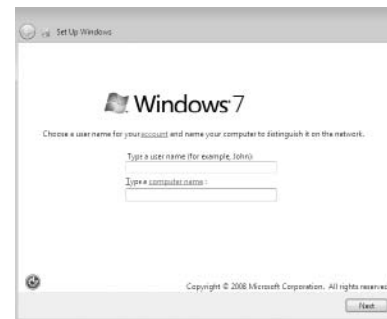 Set Up Windows
Windows 7
Choose a user name for your account and name your computer to distinguish it on the network.
Type a user name (for example, John):
Type a computer name :
Copyright © 2008 Microsoft Corporation. All rights reserved
Next